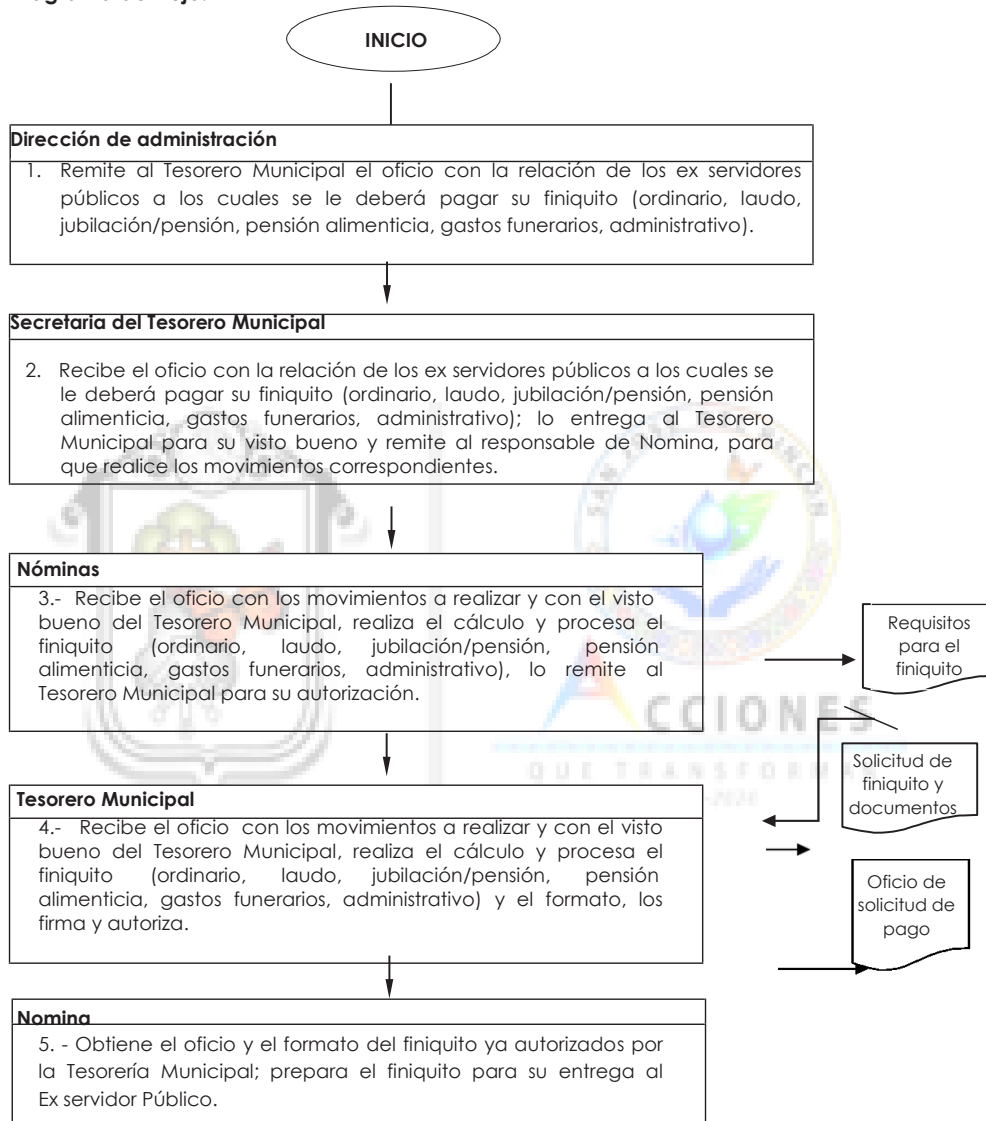 INICIO
Dirección de administración
1. Remite al Tesorero Municipal el oficio con la relación de los ex servidores
públicos a los cuales se le deberá pagar su finiquito (ordinario, laudo,
jubilación/pensión, pensión alimenticia, gastos funerarios, administrativo).
Secretaria del Tesorero Municipal
2. Recibe el oficio con la relación de los ex servidores públicos a los cuales se
le deberá pagar su finiquito (ordinario, laudo, jubilación/pensión, pensión
alimenticia, gastos funerarios, administrativo); lo entrega al Tesorero
Municipal para su visto bueno y remite al responsable de Nomina, para
que realice los movimientos correspondientes.
Nóminas
3.- Recibe el oficio con los movimientos a realizar y con el visto
bueno del Tesorero Municipal, realiza el cálculo y procesa el
finiquito (ordinario, laudo, jubilación/pensión, pensión
alimenticia, gastos funerarios, administrativo), lo remite al
Tesorero Municipal para su autorización.
Requisitos
para el
finiquito
ACCIONES
QUE TRANSFORMAN
Solicitud de
finiquito y
documentos
Tesorero Municipal
4.- Recibe el oficio con los movimientos a realizar y con el visto
bueno del Tesorero Municipal, realiza el cálculo y procesa el
finiquito (ordinario, laudo, jubilación/pensión, pensión
alimenticia, gastos funerarios, administrativo) y el formato, los
firma y autoriza.
Oficio de
solicitud de
pago
Nomina
5. - Obtiene el oficio y el formato del finiquito ya autorizados por
la Tesorería Municipal; prepara el finiquito para su entrega al
Ex servidor Público.